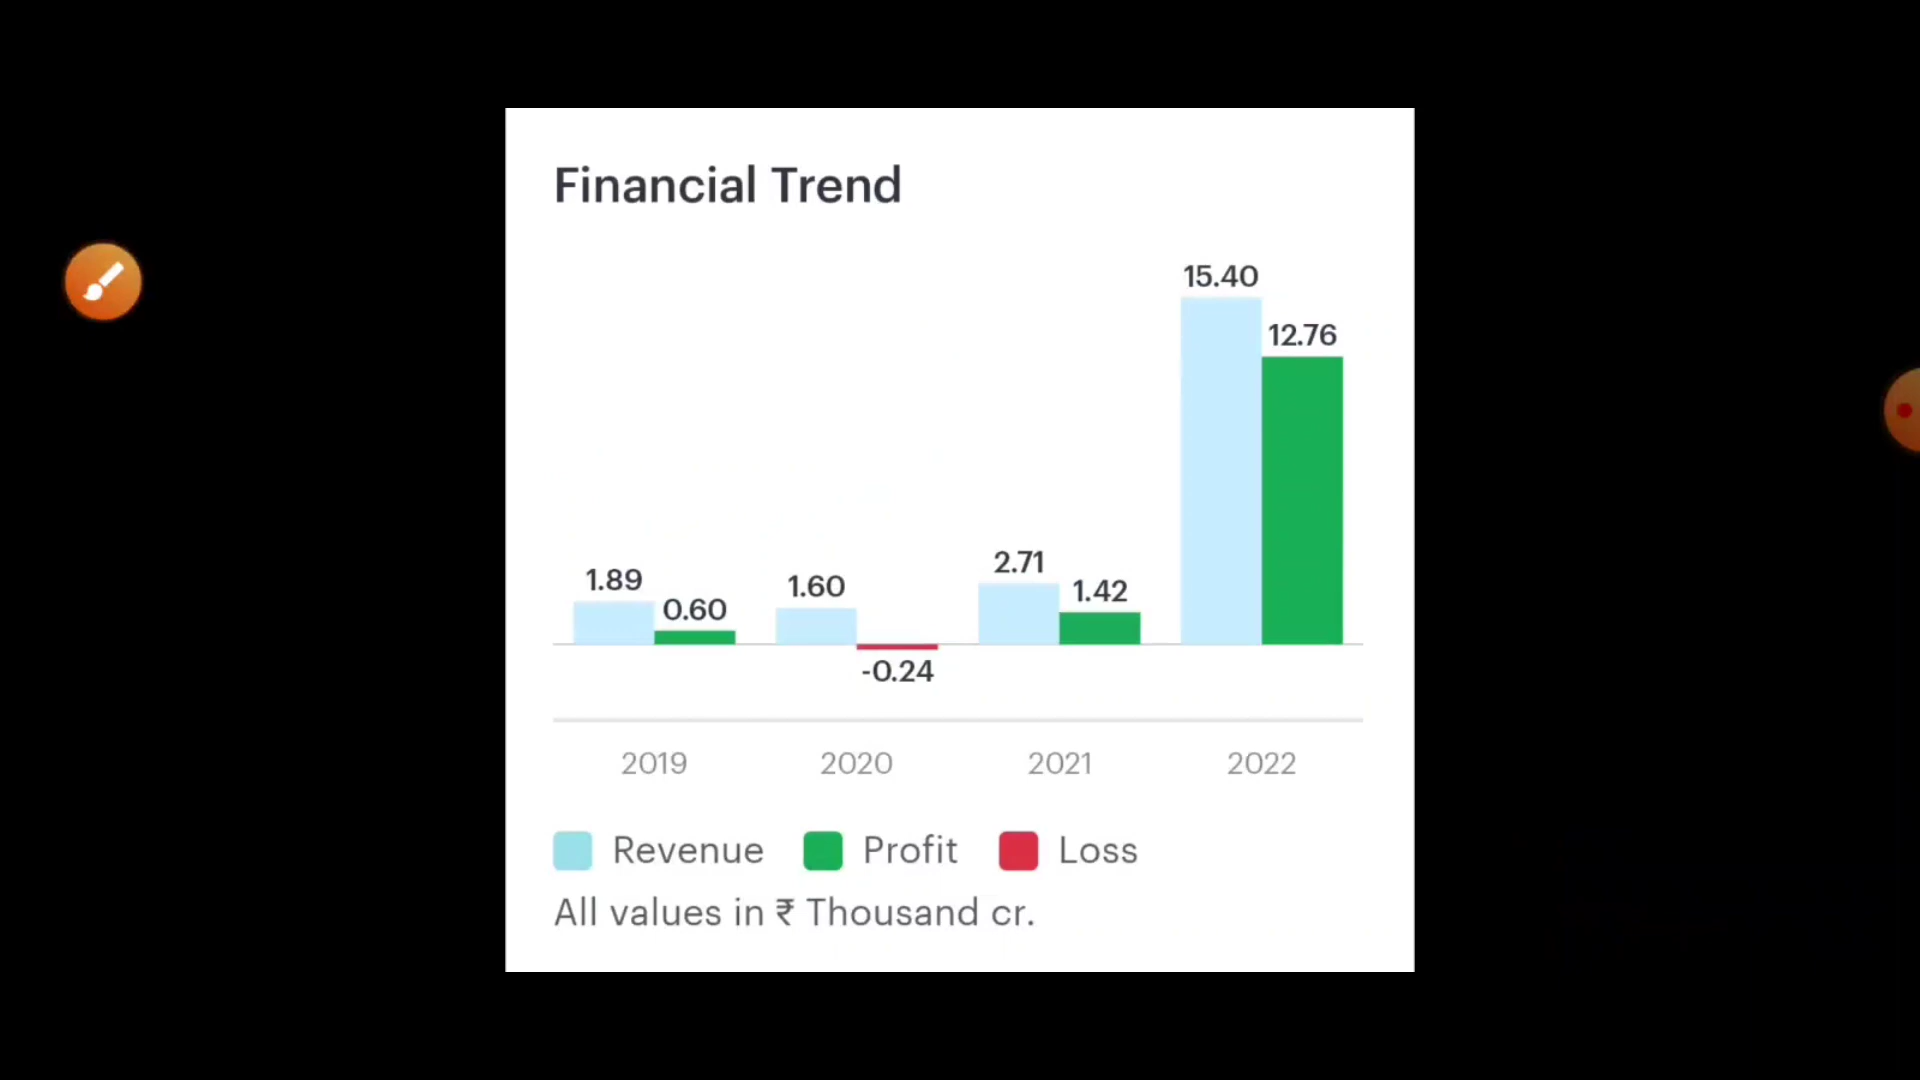 Financial Trend
15.40
12.76
2.71
1.89
1.60
1.42
0.60
-0.24
2019 2020 2021 2022
Revenue Profit Loss
All values in ₹ Thousand cr.